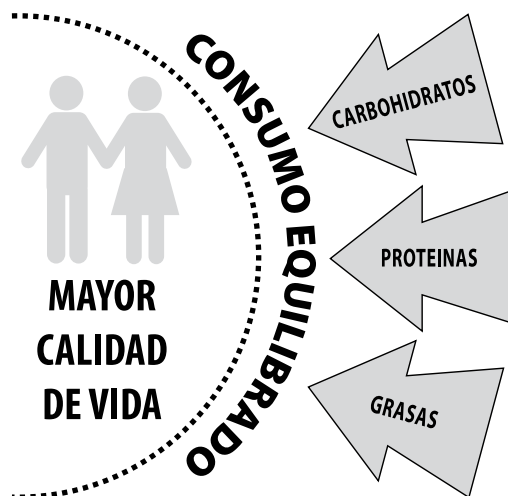 CONSUMO EQUILIBRADO
CARBOHIDRATOS
PROTEINAS
GRASAS
MAYOR
CALIDAD
DE VIDA